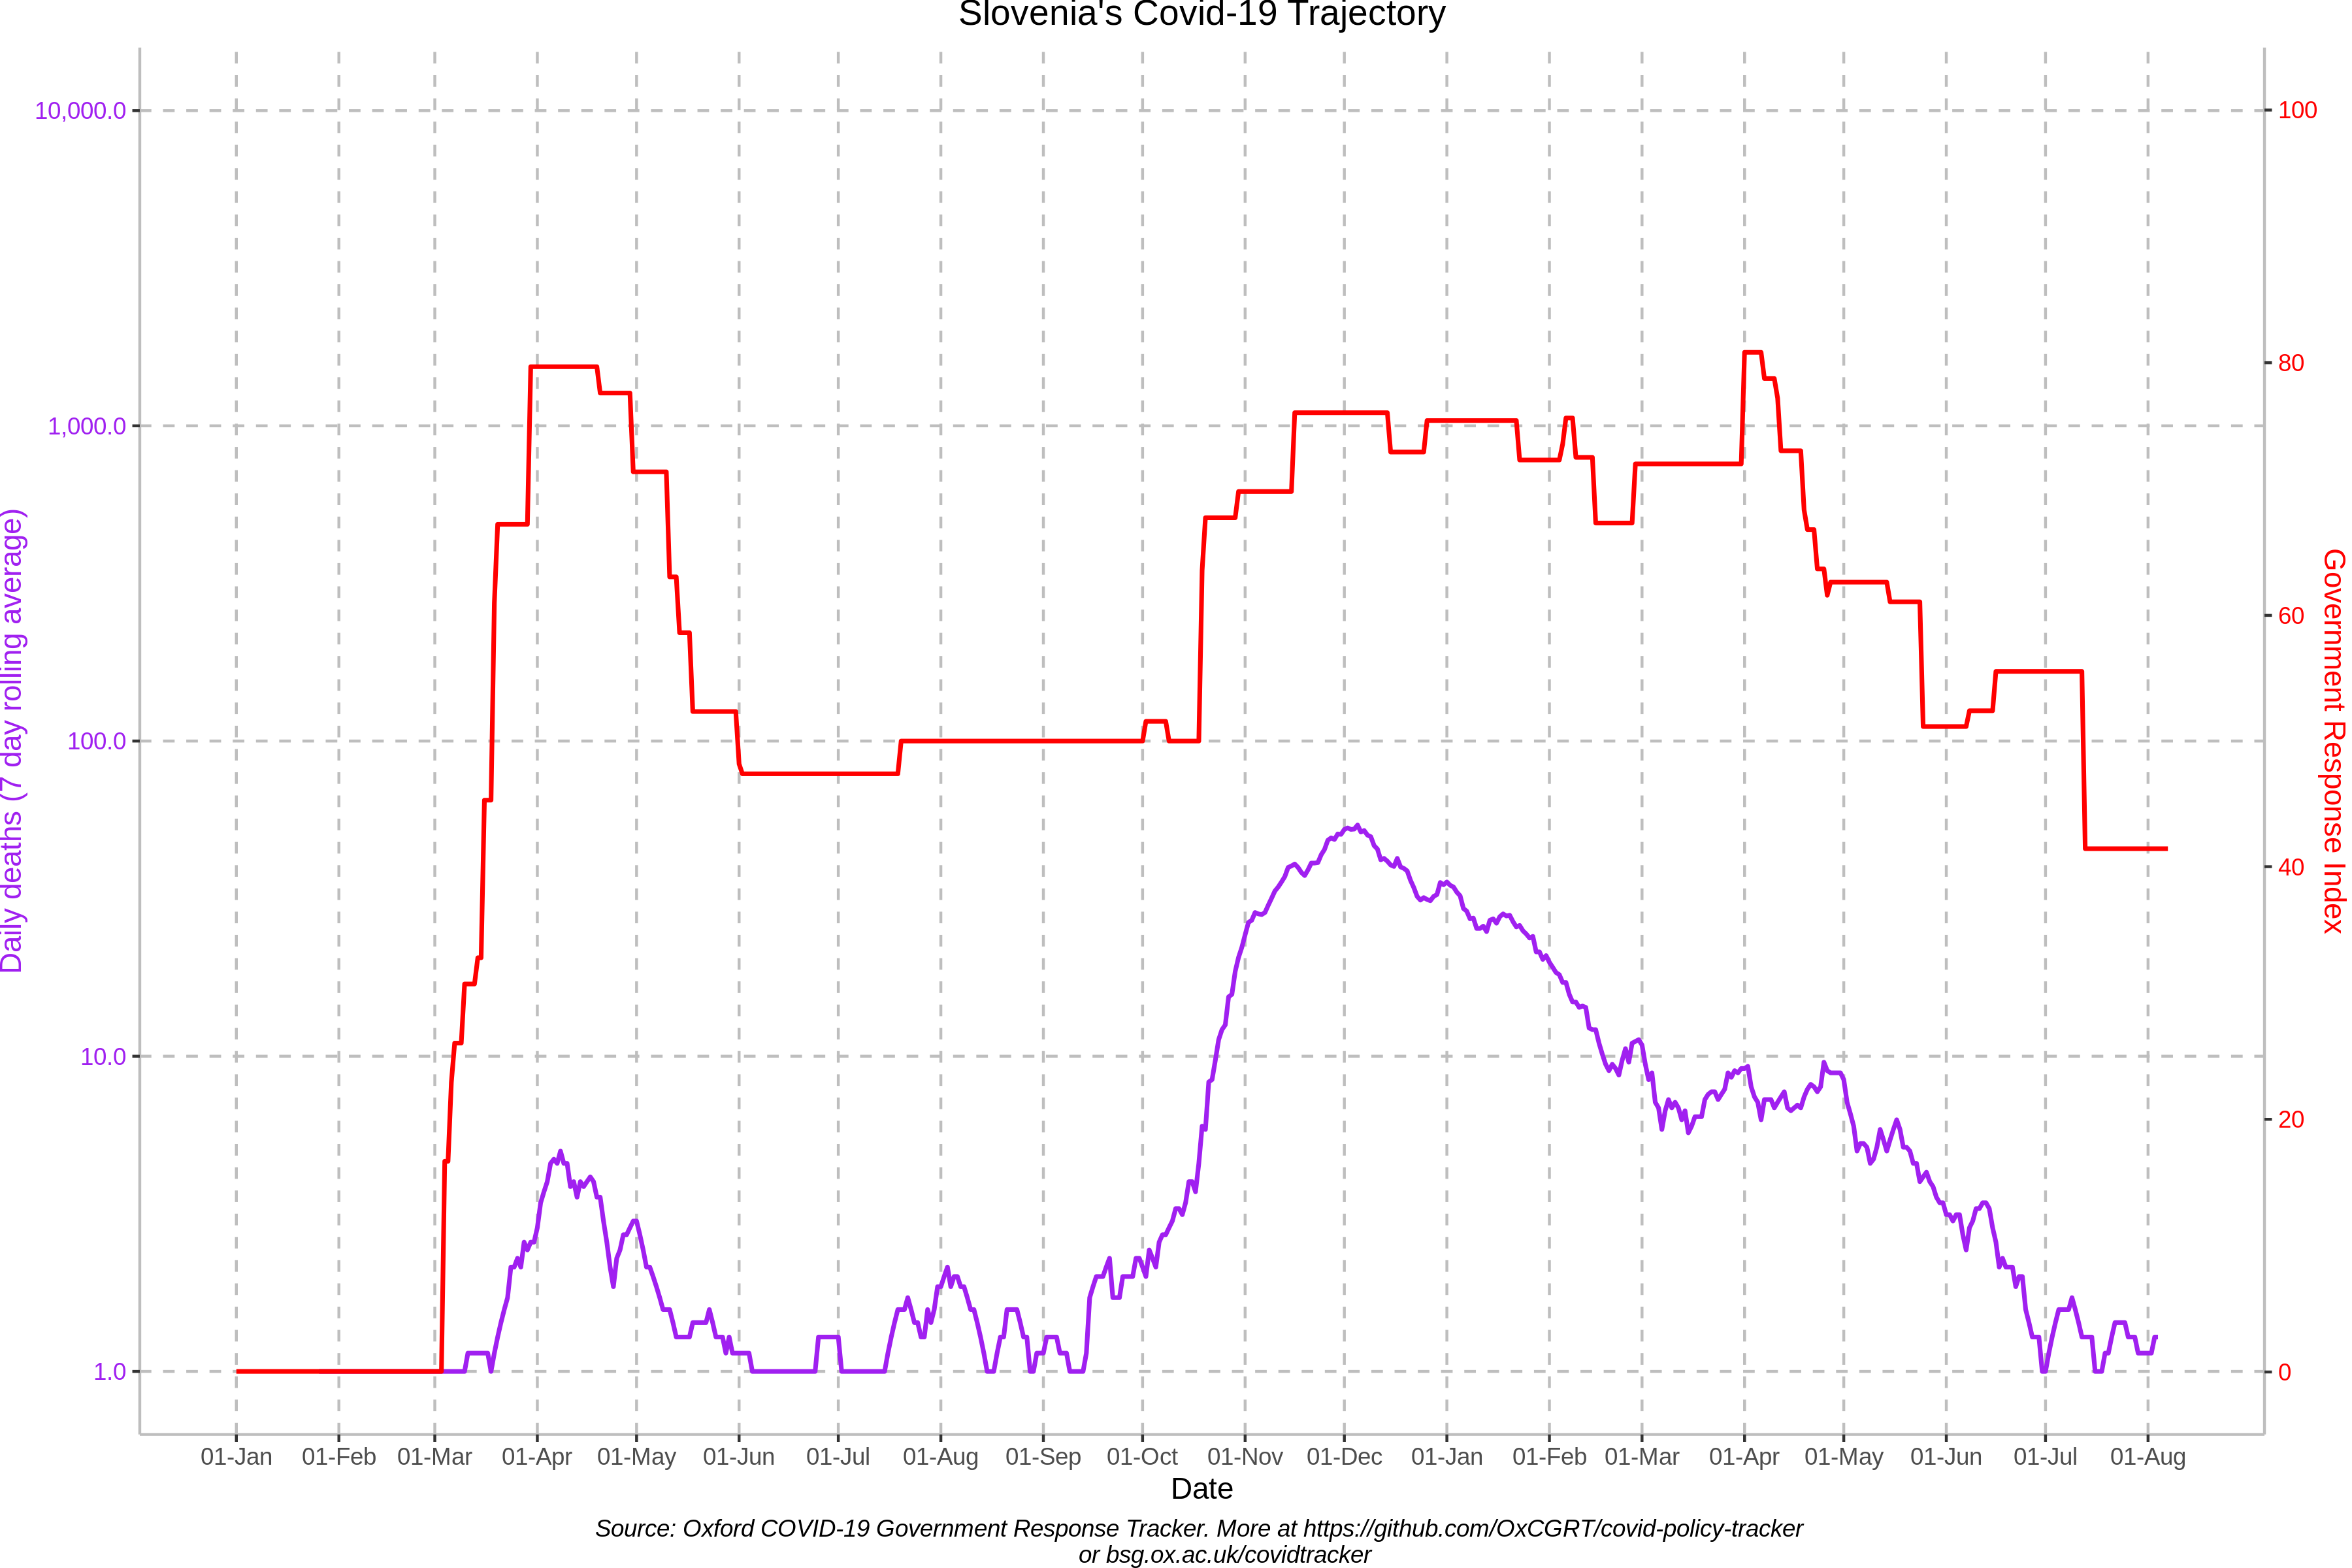 Slovenia's Covid-19 Trajectory
10,000.0
1,000.0
100.0
10.0
1.0
Daily deaths (7 day rolling average)
100
80
60
40
20
0
Government Response Index
01-Jan 01-Feb 01-Mar 01-Apr 01-May 01-Jun 01-Jul 01-Aug 01-Sep 01-Oct 01-Nov 01-Dec 01-Jan 01-Feb 01-Mar 01-Apr 01-May 01-Jun 01-Jul 01-Aug
Date
Source: Oxford COVID-19 Government Response Tracker. More at https://github.com/OxCGRT/covid-policy-tracker
or bsg.ox.ac.uk/covidtracker